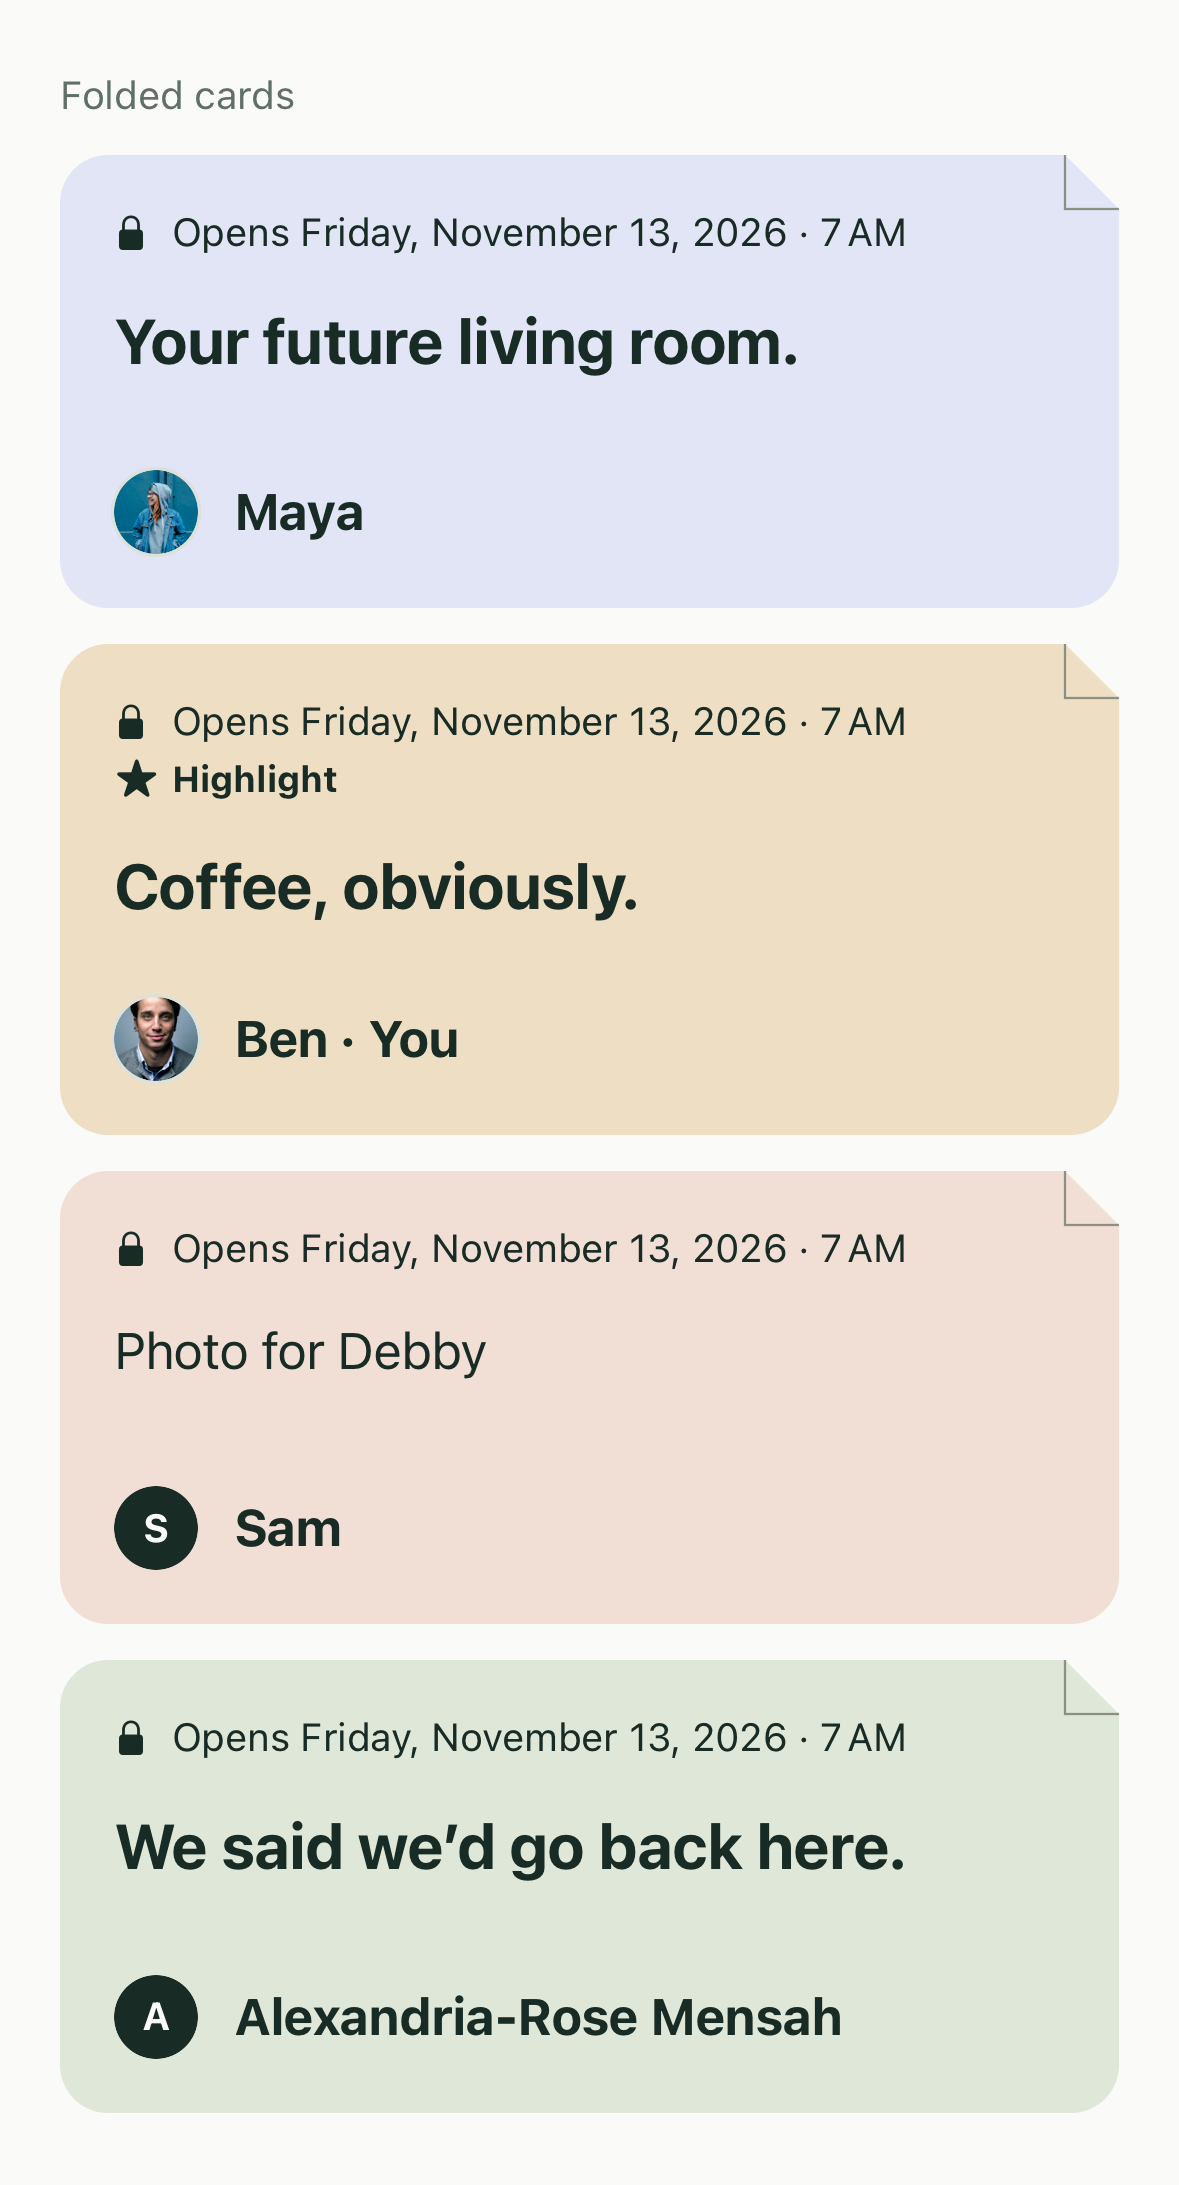 Folded cards
Opens Friday, November 13, 2026 · 7 AM
Your future living room.
Maya
Opens Friday, November 13, 2026 · 7 AM
Highlight
Coffee, obviously.
Ben · You
Opens Friday, November 13, 2026 · 7 AM
Photo for Debby
S Sam
Opens Friday, November 13, 2026 · 7 AM
We said we’d go back here.
A Alexandria-Rose Mensah